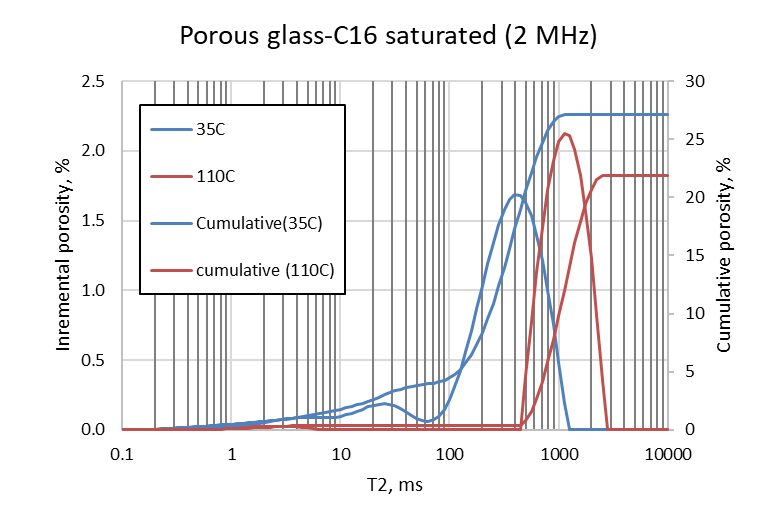 Porous glass-C16 saturated (2 MHz)
2.5
2.0
1.5
1.0
0.5
0.0
Inremental porosity, %
35C
110C
Cumulative(35C)
cumulative (110C)
30
25
20
15
10
5
0
Cumulative porosity, %
0.1 1 10 100 1000 10000
T2, ms